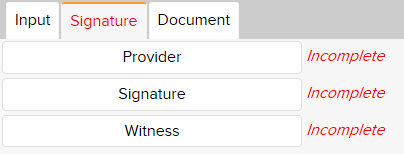 Input Signature Document
Provider Incomplete
Signature Incomplete
Witness Incomplete